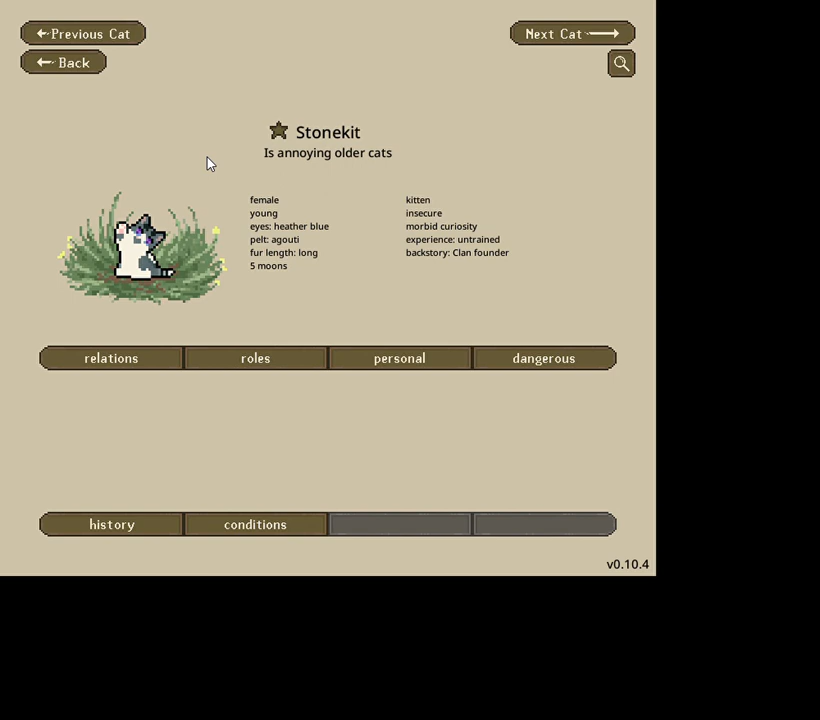 Previous Cat
Next Cat
Back
Stonekit
Is annoying older cats
female
young
eyes: heather blue
pelt: agouti
fur length: long
5 moons
kitten
insecure
morbid curiosity
experience: untrained
backstory: Clan founder
relations
roles
personal
dangerous
history
conditions
v0.10.4